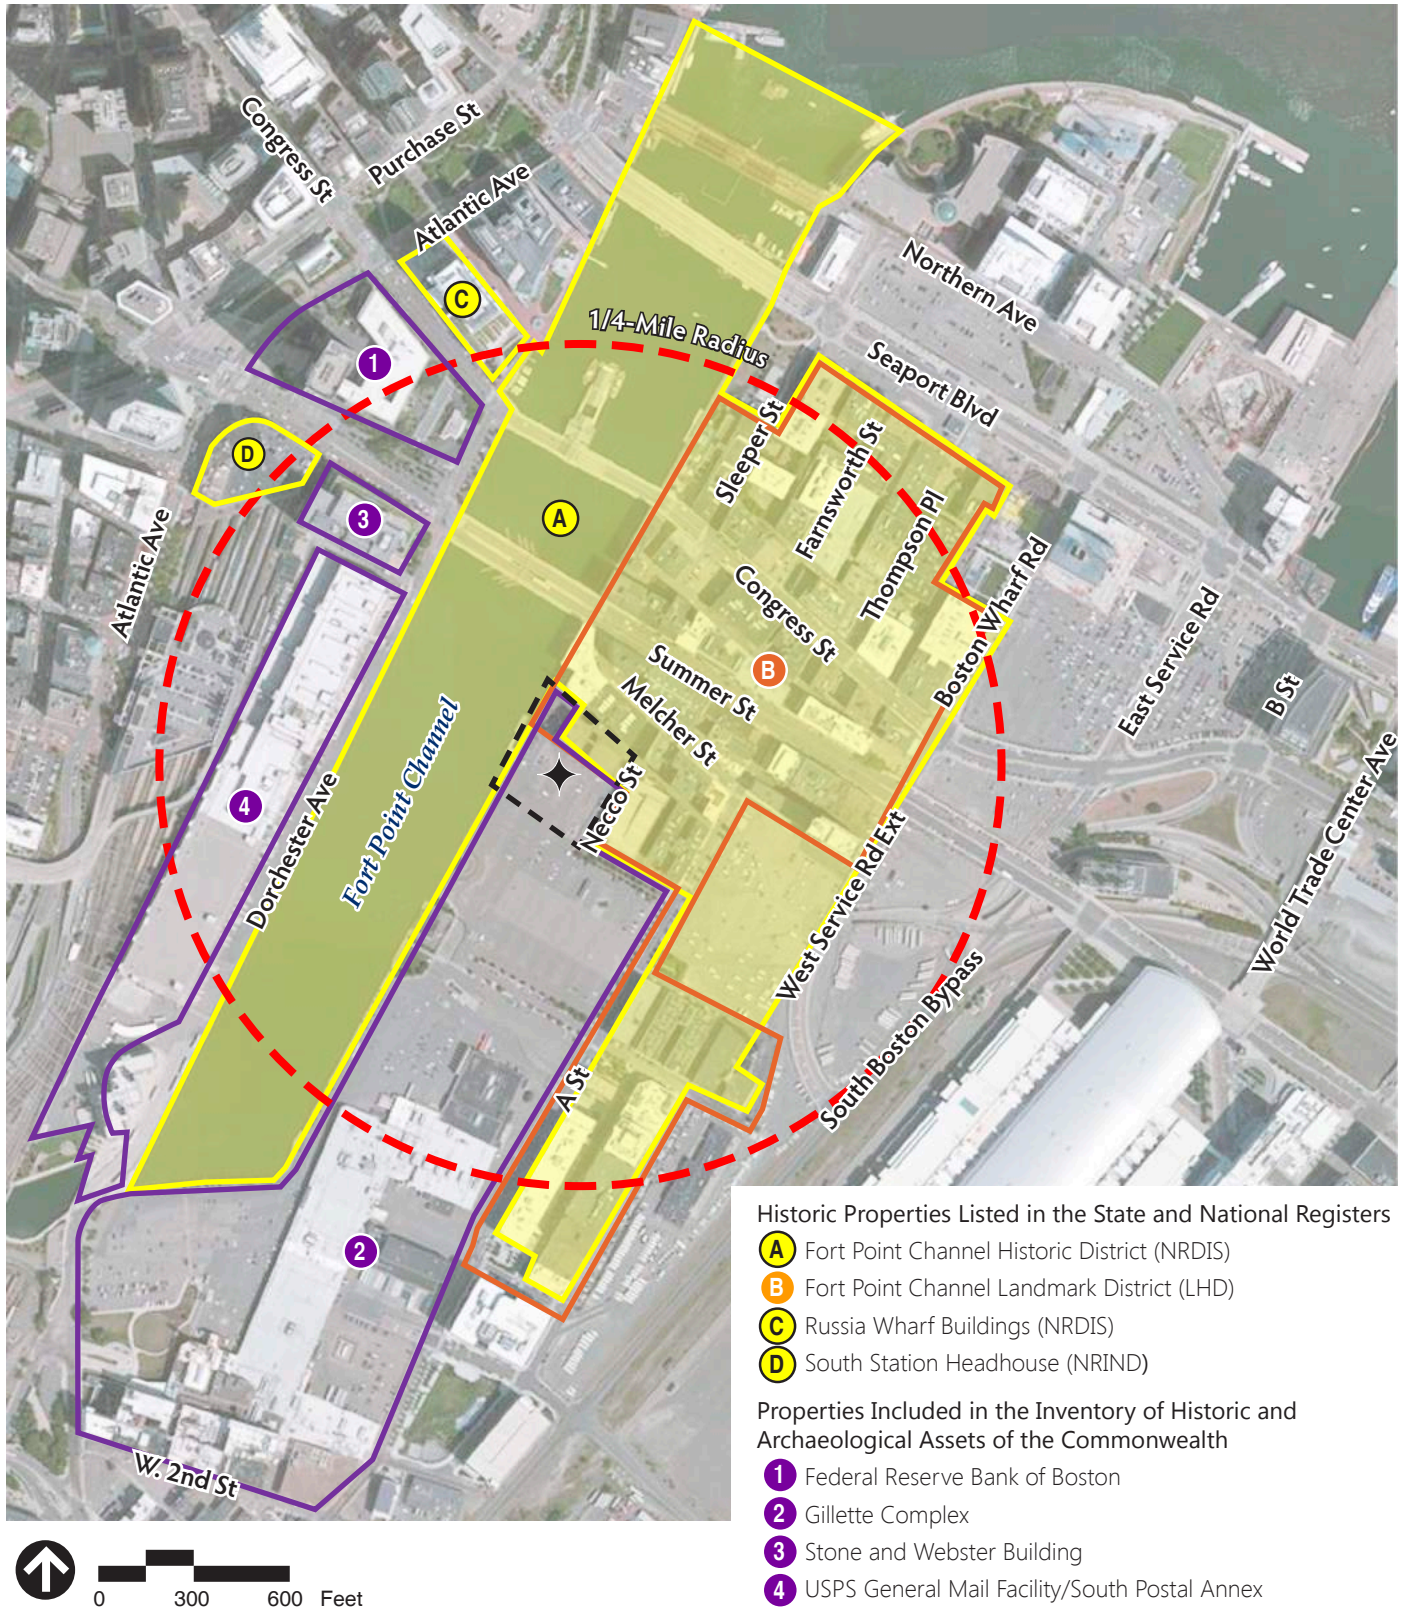 Congress St
Purchase St
Atlantic Ave
C
1/4-Mile Radius
Northern Ave
1
Seaport Blvd
D
Sleeper St
Farnsworth St
Thompson Pl
3
A
Atlantic Ave
Congress St
Boston Wharf Rd
East Service Rd
B St
B
Summer St
Melcher St
Fort Point Channel
Necco St
4
Dorchester Ave
West Service Rd Ext
World Trade Center Ave
South Boston Bypass
A St
2
W. 2nd St
Historic Properties Listed in the State and National Registers
A Fort Point Channel Historic District (NRDIS)
B Fort Point Channel Landmark District (LHD)
C Russia Wharf Buildings (NRDIS)
D South Station Headhouse (NRIND)
Properties Included in the Inventory of Historic and
Archaeological Assets of the Commonwealth
1 Federal Reserve Bank of Boston
2 Gillette Complex
3 Stone and Webster Building
4 USPS General Mail Facility/South Postal Annex
0 300 600 Feet